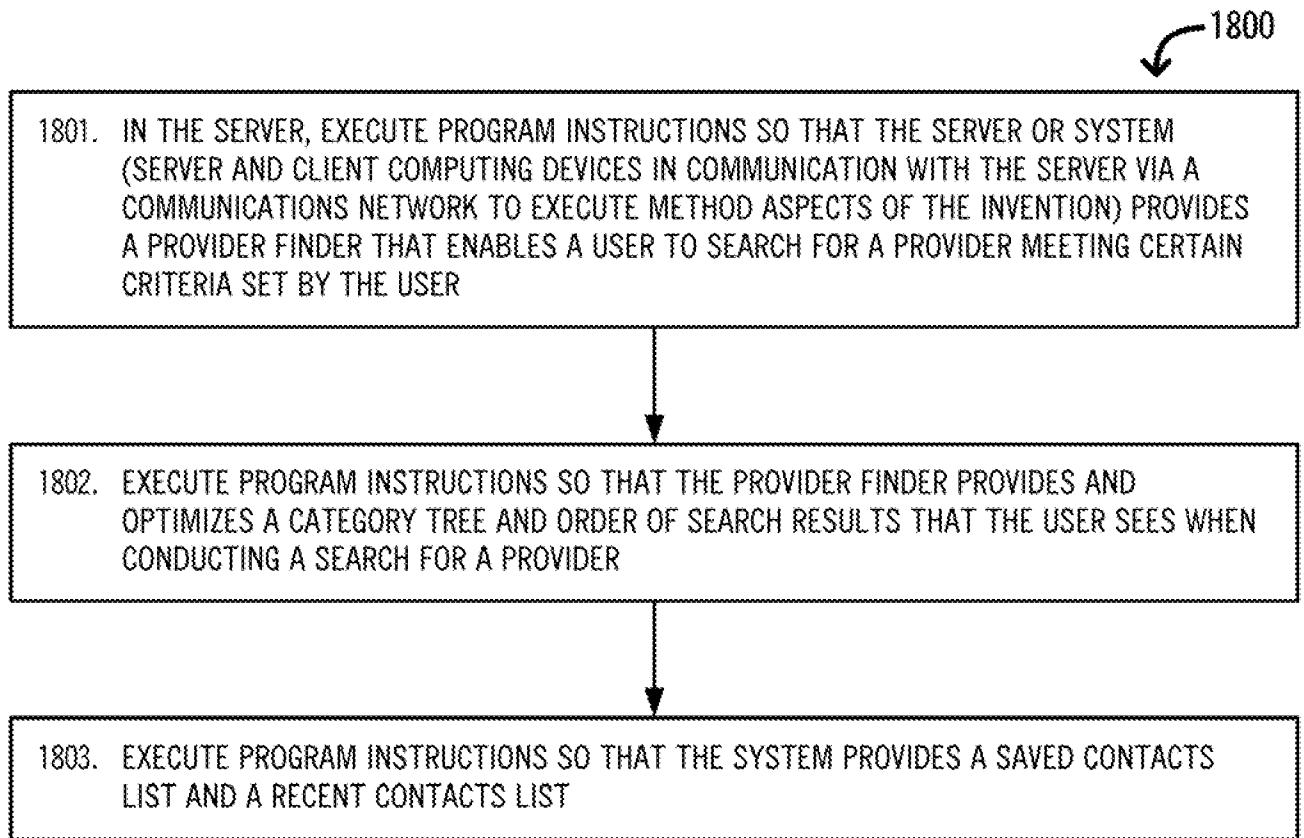 1800
1801. IN THE SERVER, EXECUTE PROGRAM INSTRUCTIONS SO THAT THE SERVER OR SYSTEM
(SERVER AND CLIENT COMPUTING DEVICES IN COMMUNICATION WITH THE SERVER VIA A
COMMUNICATIONS NETWORK TO EXECUTE METHOD ASPECTS OF THE INVENTION) PROVIDES
A PROVIDER FINDER THAT ENABLES A USER TO SEARCH FOR A PROVIDER MEETING CERTAIN
CRITERIA SET BY THE USER
1802. EXECUTE PROGRAM INSTRUCTIONS SO THAT THE PROVIDER FINDER PROVIDES AND
OPTIMIZES A CATEGORY TREE AND ORDER OF SEARCH RESULTS THAT THE USER SEES WHEN
CONDUCTING A SEARCH FOR A PROVIDER
1803. EXECUTE PROGRAM INSTRUCTIONS SO THAT THE SYSTEM PROVIDES A SAVED CONTACTS
LIST AND A RECENT CONTACTS LIST